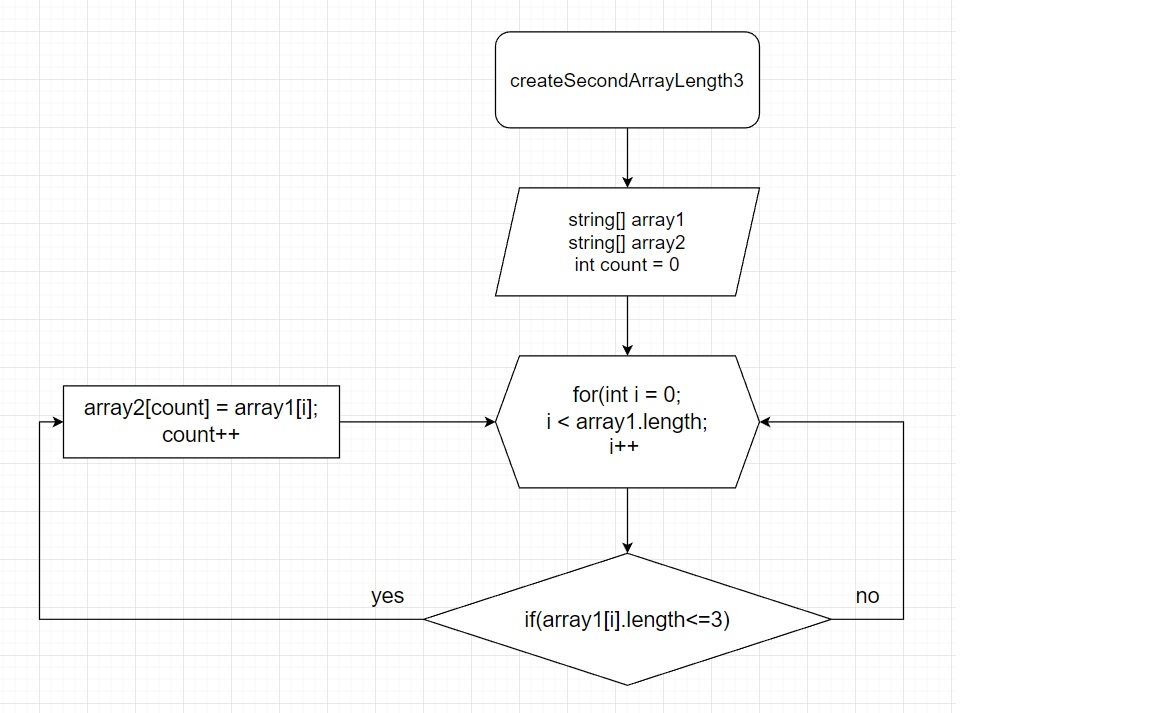 createSecondArrayLength3
string[] array1
string[] array2
int count = 0
for(int i = 0;
i < array1.length;
i++
array2[count] = array1[i];
count++
yes
no
if(array1[i].length<=3)